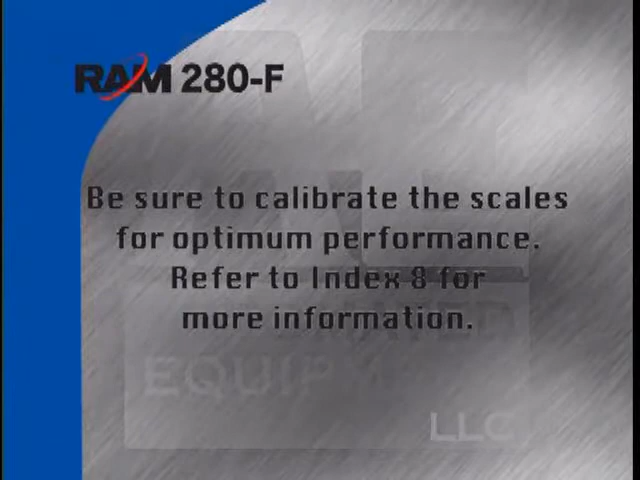 RAM 280-F
Be sure to calibrate the scales
for optimum performance.
Refer to Index 8 for
more information.
EQUIPM
LLC